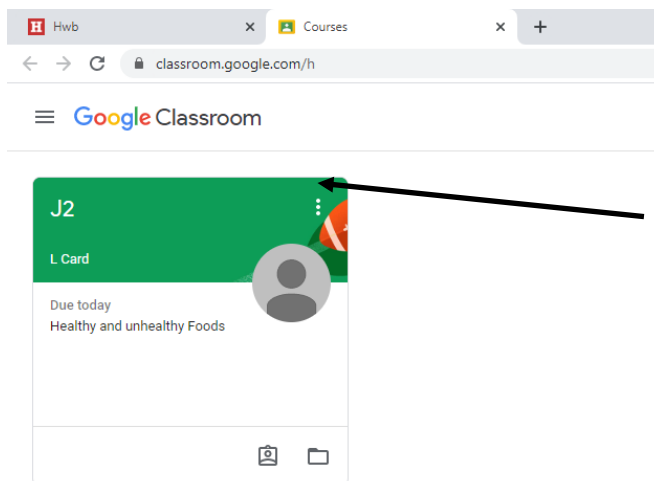 H Hwb
Courses
classroom.google.com/h
Google Classroom
J2
L Card
Due today
Healthy and unhealthy Foods